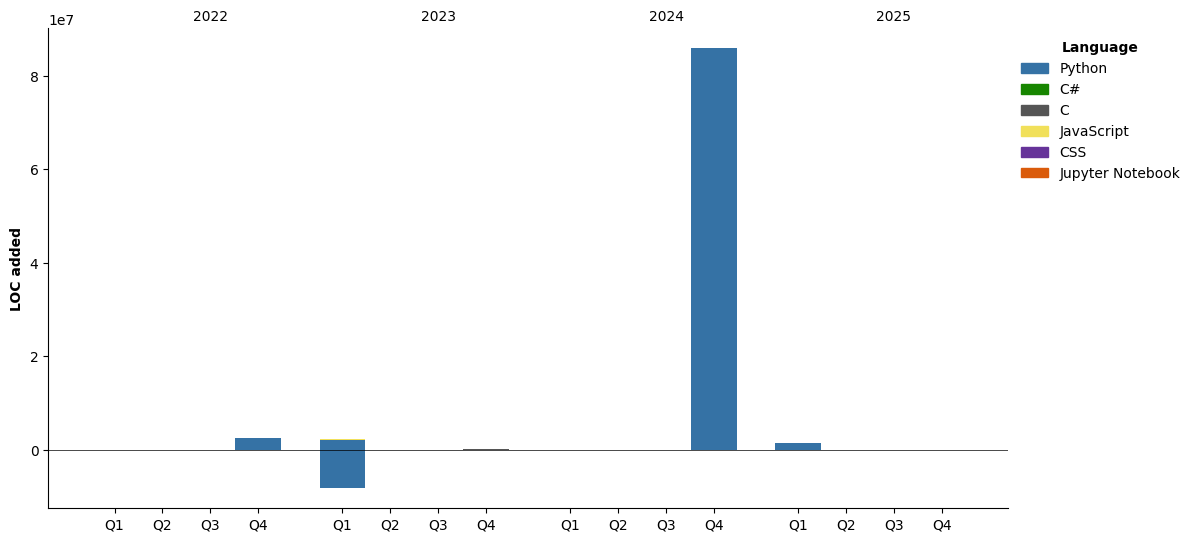 2022 2023 2024 2025
1e7
Language
Python
C#
C
JavaScript
CSS
Jupyter Notebook
8
6
4
2
0
LOC added
Q1 Q2 Q3 Q4 Q1 Q2 Q3 Q4 Q1 Q2 Q3 Q4 Q1 Q2 Q3 Q4